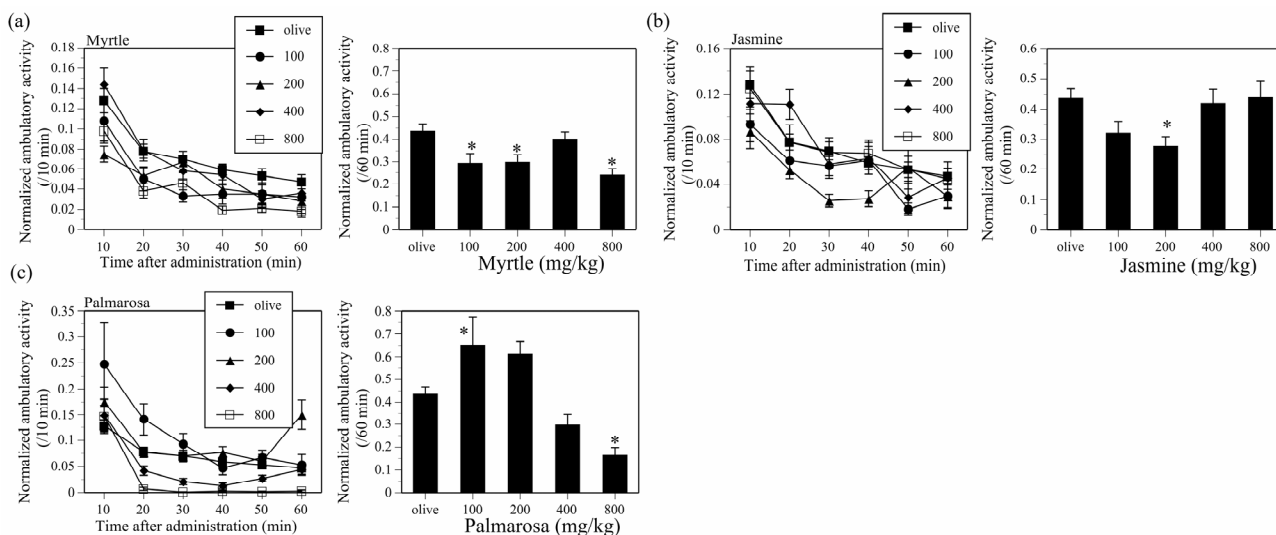 (a)
Myrtle
Normalized ambulatory activity
(/10 min)
0.18
0.16
0.14
0.12
0.1
0.08
0.06
0.04
0.02
0
10 20 30 40 50 60
Time after administration (min)
olive
100
200
400
800
Normalized ambulatory activity
(/60 min)
0.8
0.7
0.6
0.5
0.4
0.3
0.2
0.1
0
* * *
olive 100 200 400 800
Myrtle (mg/kg)
(b)
Jasmine
Normalized ambulatory activity
(/10 min)
0.16
0.12
0.08
0.04
0
10 20 30 40 50 60
Time after administration (min)
olive
100
200
400
800
Normalized ambulatory activity
(/60 min)
0.6
0.5
0.4
0.3
0.2
0.1
0
*
olive 100 200 400 800
Jasmine (mg/kg)
(c)
Palmarosa
Normalized ambulatory activity
(/10 min)
0.35
0.3
0.25
0.2
0.15
0.1
0.05
0
10 20 30 40 50 60
Time after administration (min)
olive
100
200
400
800
Normalized ambulatory activity
(/60 min)
0.8
0.7
0.6
0.5
0.4
0.3
0.2
0.1
0
* *
olive 100 200 400 800
Palmarosa (mg/kg)